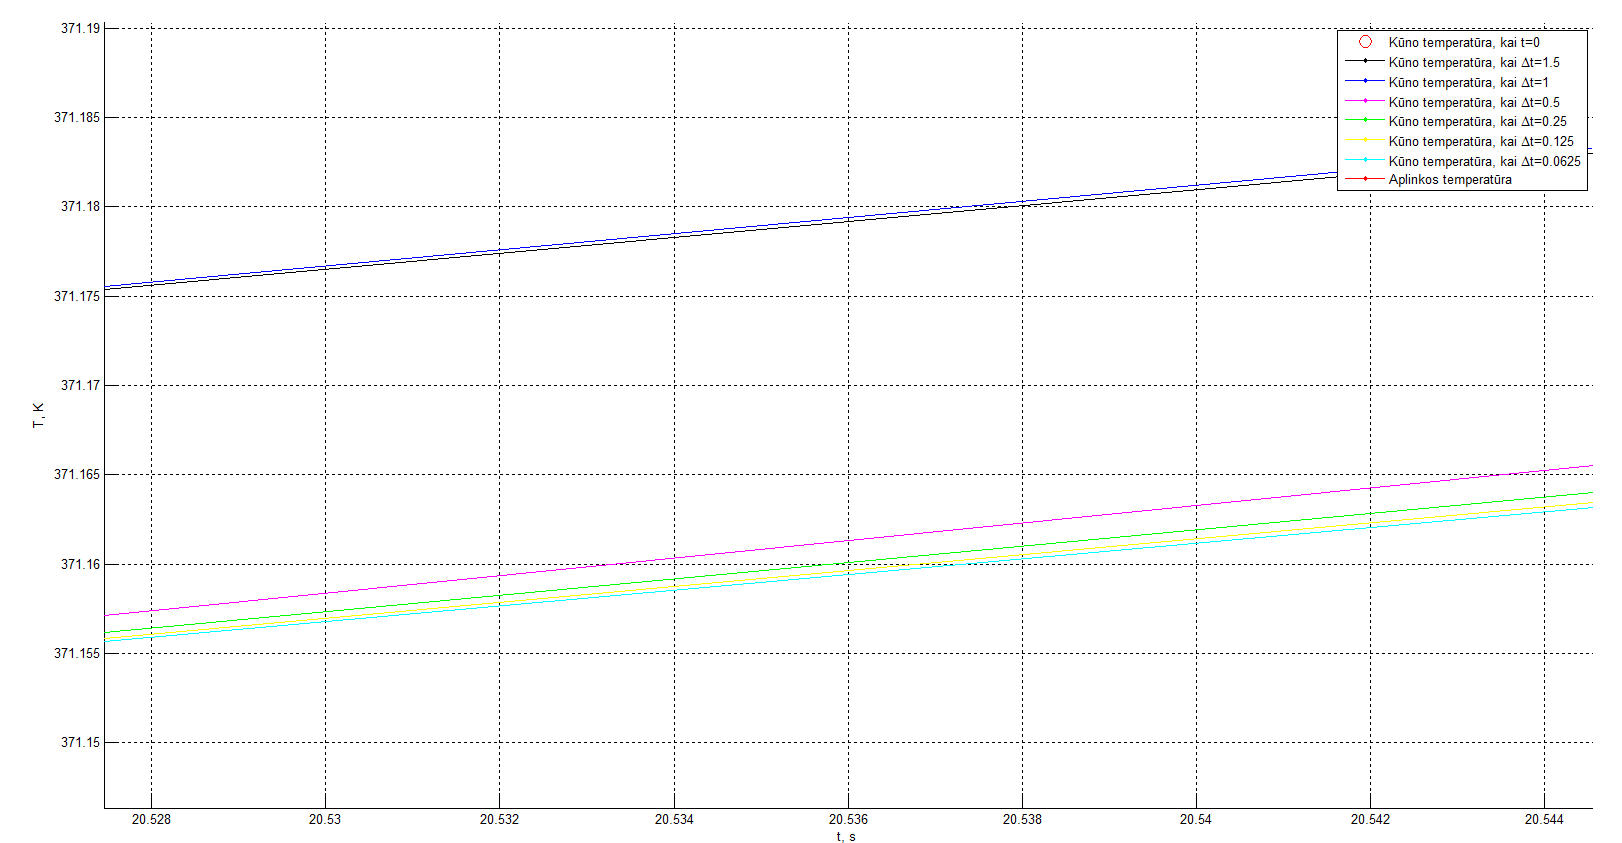 371.19
371.185
371.18
371.175
371.17
371.165
371.16
371.155
371.15
T, K
20.528
20.53
20.532
20.534
20.536
20.538
20.54
20.542
20.544
t, s
Kūno temperatūra, kai t=0
Kūno temperatūra, kai Δt=1.5
Kūno temperatūra, kai Δt=1
Kūno temperatūra, kai Δt=0.5
Kūno temperatūra, kai Δt=0.25
Kūno temperatūra, kai Δt=0.125
Kūno temperatūra, kai Δt=0.0625
Aplinkos temperatūra